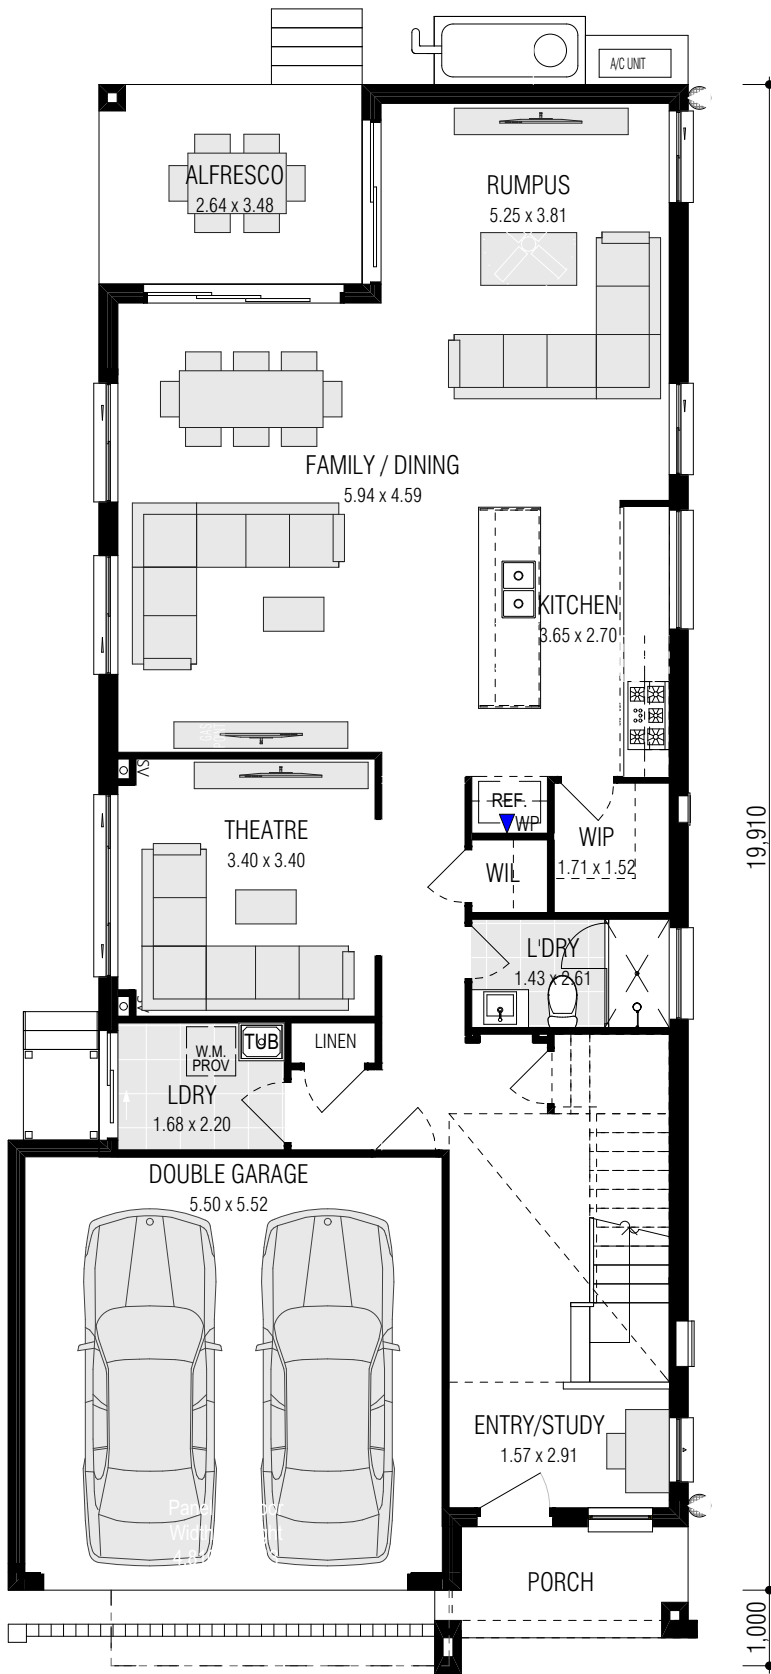 A/C UNIT
ALFRESCO
2.64 x 3.48
RUMPUS
5.25 x 3.81
FAMILY / DINING
5.94 x 4.59
KITCHEN
3.65 x 2.70
THEATRE
3.40 x 3.40
REF.
WP
WIP
1.71 x 1.52
WIL
L'DRY
1.43 x 2.61
19,910
W.M.
PROV
TUB
LINEN
LDRY
1.68 x 2.20
DOUBLE GARAGE
5.50 x 5.52
ENTRY/STUDY
1.57 x 2.91
PORCH
1,000